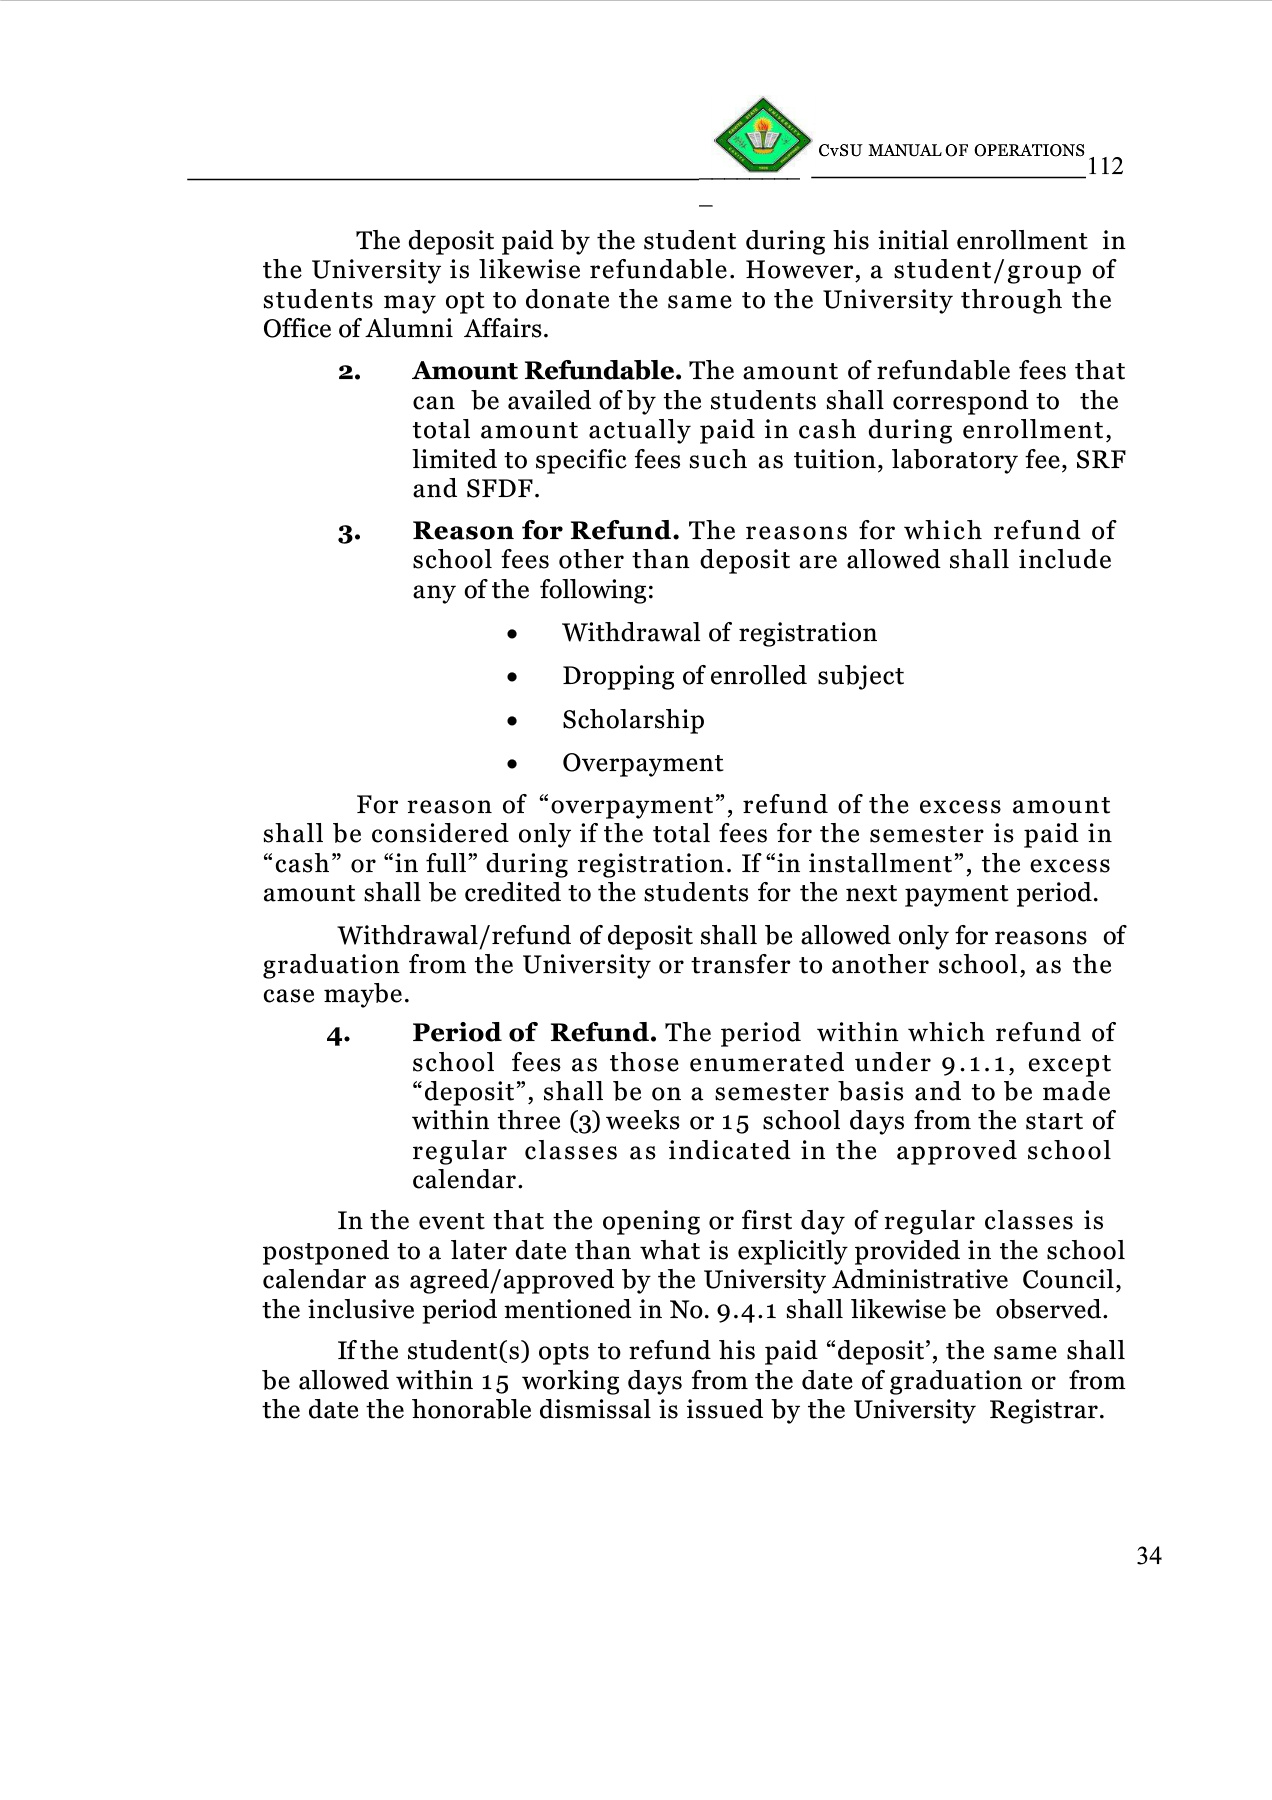 CvSU MANUAL OF OPERATIONS
112
The deposit paid by the student during his initial enrollment in
the University is likewise refundable. However, a student/group of
students may opt to donate the same to the University through the
Office of Alumni Affairs.
2. Amount Refundable. The amount of refundable fees that
can be availed of by the students shall correspond to the
total amount actually paid in cash during enrollment,
limited to specific fees such as tuition, laboratory fee, SRF
and SFDF.
3. Reason for Refund. The reasons for which refund of
school fees other than deposit are allowed shall include
any of the following:
• Withdrawal of registration
• Dropping of enrolled subject
• Scholarship
• Overpayment
For reason of “overpayment”, refund of the excess amount
shall be considered only if the total fees for the semester is paid in
“cash” or “in full” during registration. If “in installment”, the excess
amount shall be credited to the students for the next payment period.
Withdrawal/refund of deposit shall be allowed only for reasons of
graduation from the University or transfer to another school, as the
case maybe.
4. Period of Refund. The period within which refund of
school fees as those enumerated under 9.1.1, except
“deposit”, shall be on a semester basis and to be made
within three (3) weeks or 15 school days from the start of
regular classes as indicated in the approved school
calendar.
In the event that the opening or first day of regular classes is
postponed to a later date than what is explicitly provided in the school
calendar as agreed/approved by the University Administrative Council,
the inclusive period mentioned in No. 9.4.1 shall likewise be observed.
If the student(s) opts to refund his paid “deposit’, the same shall
be allowed within 15 working days from the date of graduation or from
the date the honorable dismissal is issued by the University Registrar.
34